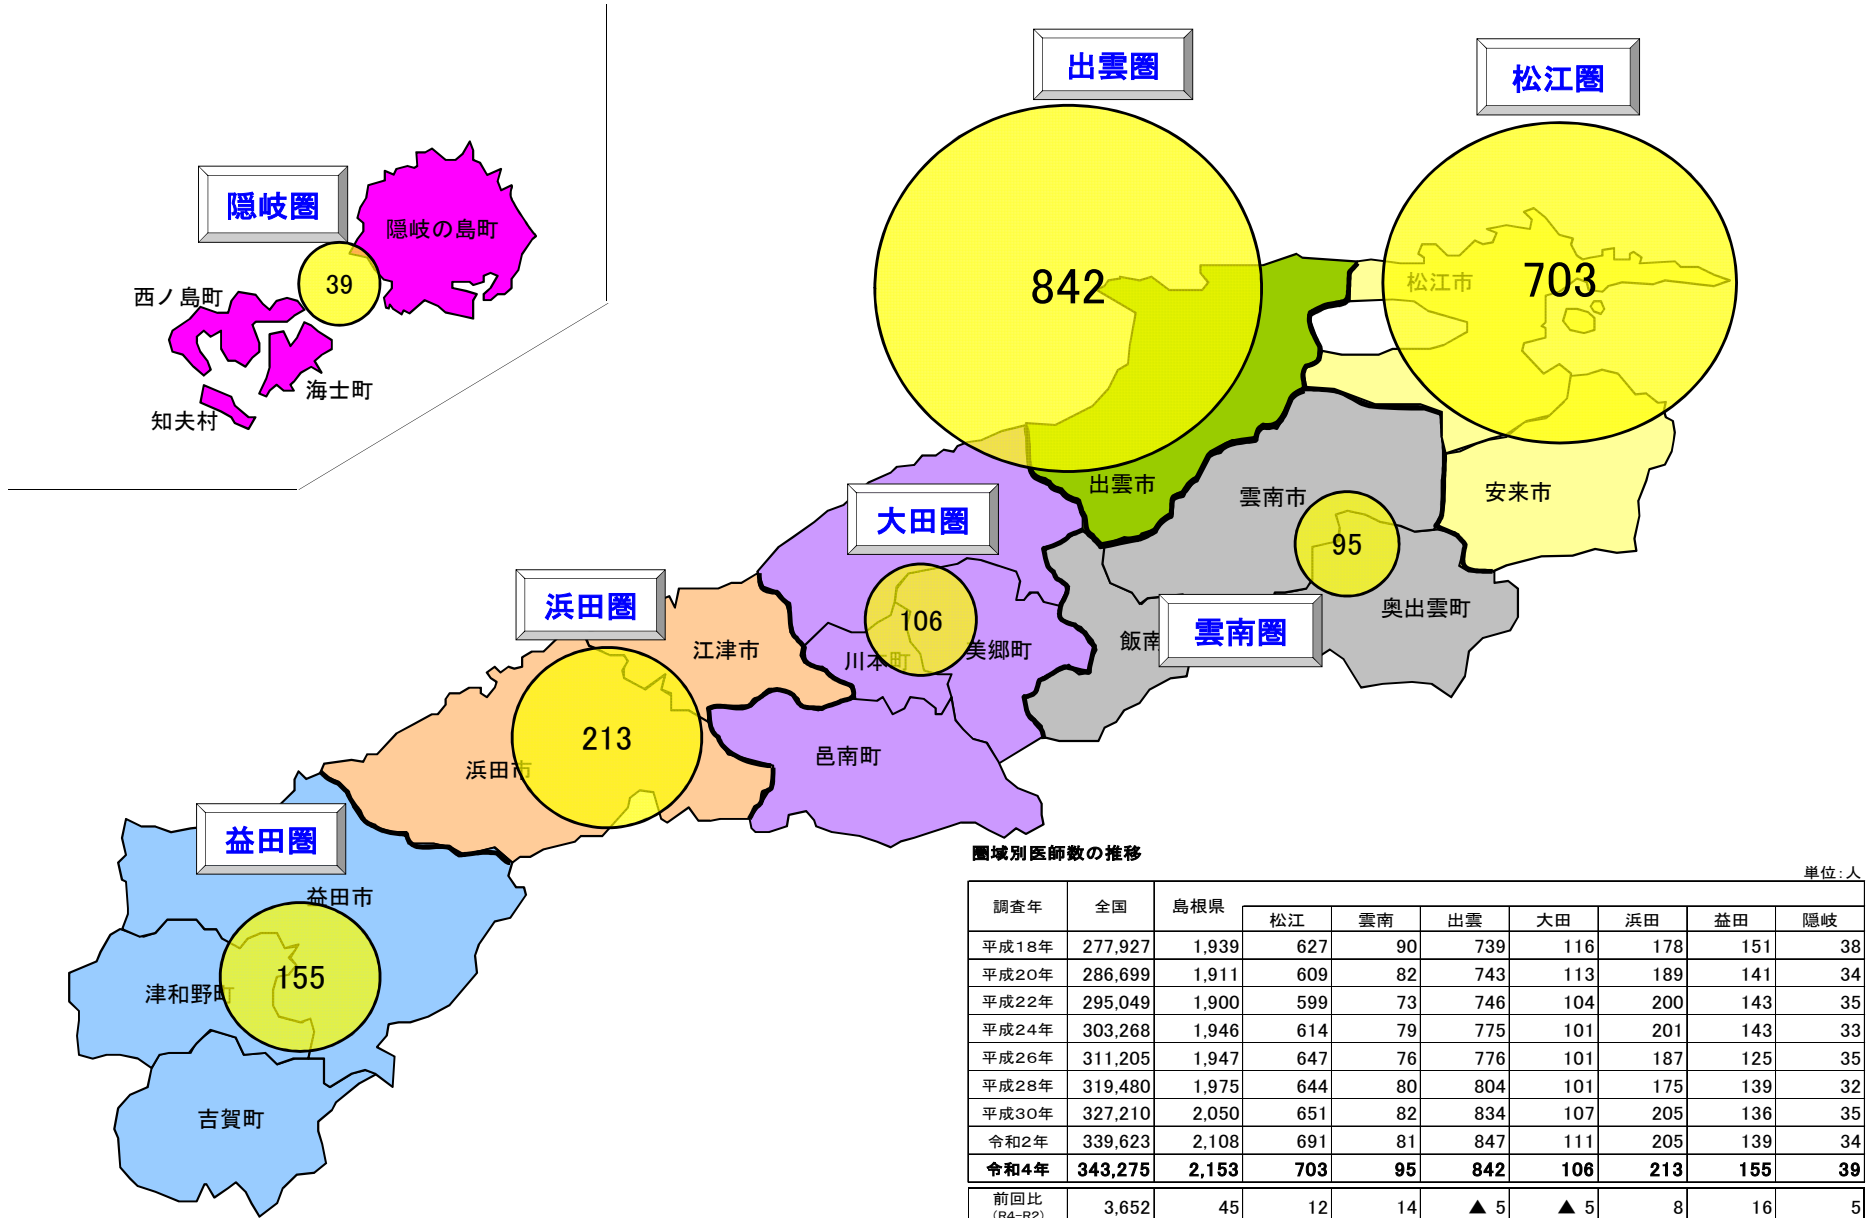 出雲圏
松江圏
隠岐圏
隠岐の島町
39
西ノ島町
海士町
知夫村
842
703
松江市
出雲市
雲南市
安来市
大田圏
95
浜田圏
106
奥出雲町
江津市
川本町
美郷町
飯南
雲南圏
213
浜田市
邑南町
益田圏
益田市
155
津和野町
吉賀町
圏域別医師数の推移
単位：人
調査年 全国 島根県
松江 雲南 出雲 大田 浜田 益田 隠岐
平成18年 277,927 1,939 627 90 739 116 178 151 38
平成20年 286,699 1,911 609 82 743 113 189 141 34
平成22年 295,049 1,900 599 73 746 104 200 143 35
平成24年 303,268 1,946 614 79 775 101 201 143 33
平成26年 311,205 1,947 647 76 776 101 187 125 35
平成28年 319,480 1,975 644 80 804 101 175 139 32
平成30年 327,210 2,050 651 82 834 107 205 136 35
令和2年 339,623 2,108 691 81 847 111 205 139 34
令和4年 343,275 2,153 703 95 842 106 213 155 39
前回比 3,652 45 12 14 ▲ 5 ▲ 5 8 16 5
(R4-R2)